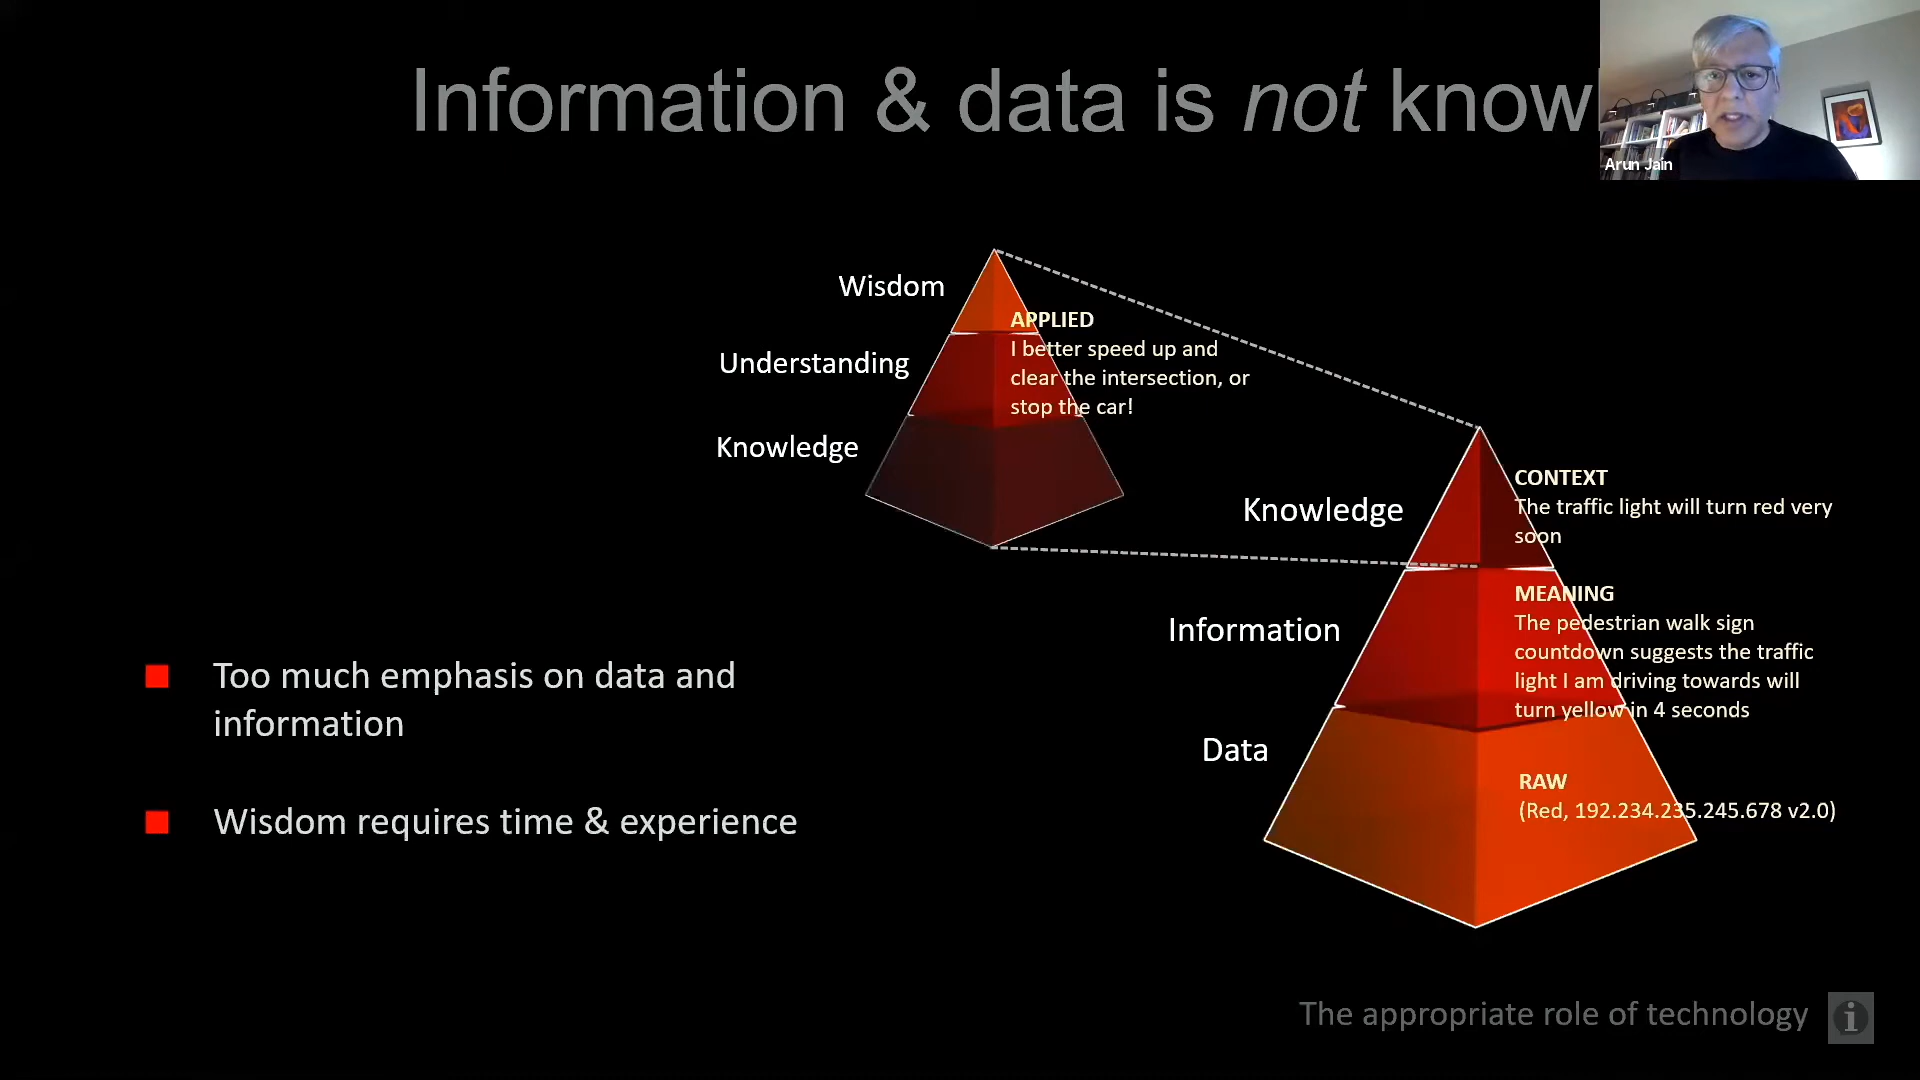 Information & data is not know
Arun Jain
Wisdom
APPLIED
I better speed up and
clear the intersection, or
stop the car!
Understanding
Knowledge
Knowledge
CONTEXT
The traffic light will turn red very
soon
Information
MEANING
The pedestrian walk sign
countdown suggests the traffic
light I am driving towards will
turn yellow in 4 seconds
Data
RAW
(Red, 192.234.235.245.678 v2.0)
Too much emphasis on data and
information
Wisdom requires time & experience
The appropriate role of technology
i